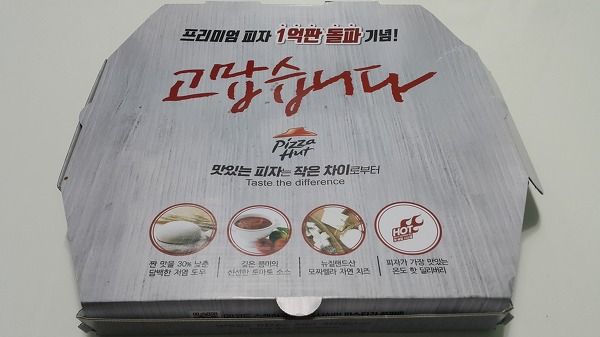 프리미엄 피자 1억판 돌파 기념!
고맙습니다
Pizza
Hut
맛있는 피자는 작은 차이로부터
Taste the difference
HOT
짠 맛을 30% 낮춘
담백한 저염 도우
깊은 풍미의
신선한 토마토 소스
뉴질랜드산
모짜렐라 자연 치즈
피자가 가장 맛있는
온도 핫 딜리버리